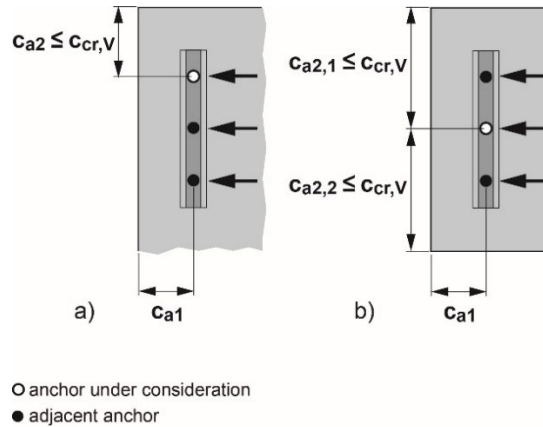 ca2 ≤ ccr,V
ca2,1 ≤ ccr,V
ca2,2 ≤ ccr,V
a)
ca1
b)
ca1
anchor under consideration
adjacent anchor